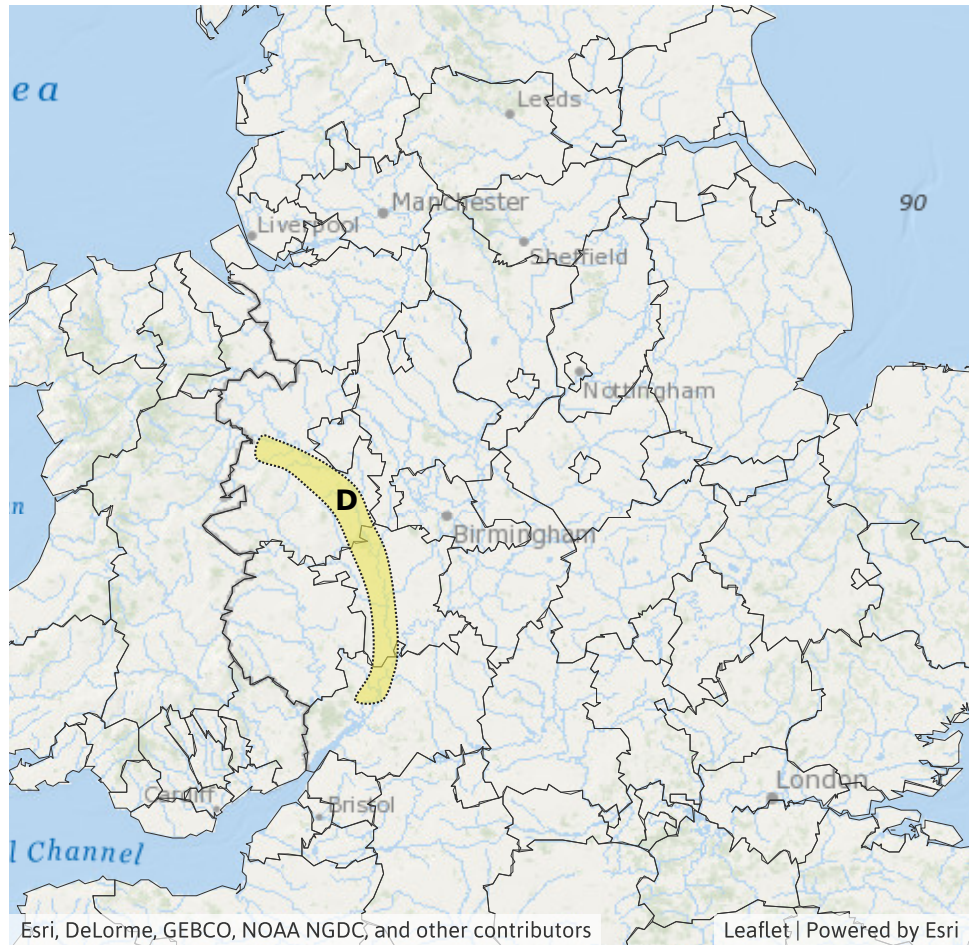 ea
Leeds
Manchester
90
Liverpool
Sheffield
Nottingham
D
n
Birmingham
London
Cardiff
Bristol
l Channel
Esri, DeLorme, GEBCO, NOAA NGDC, and other contributors
Leaflet | Powered by Esri